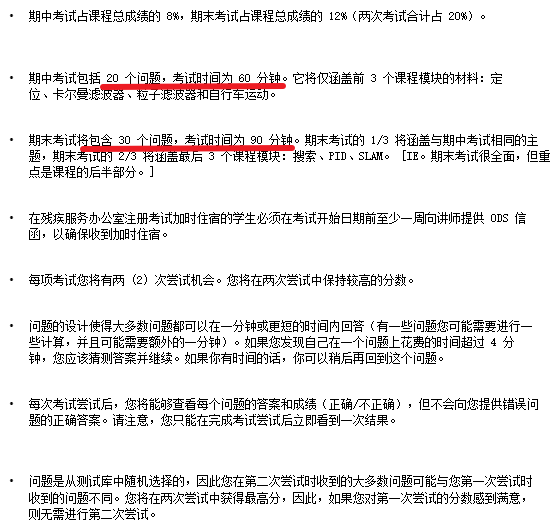 • 期中考试占课程总成绩的 8%，期末考试占课程总成绩的 12%（两次考试合计占 20%）。
• 期中考试包括 20 个问题，考试时间为 60 分钟。它将仅涵盖前 3 个课程模块的材料：定
位、卡尔曼滤波器、粒子滤波器和自行车运动。
• 期末考试将包含 30 个问题，考试时间为 90 分钟。期末考试的 1/3 将涵盖与期中考试相同的主
题，期末考试的 2/3 将涵盖最后 3 个课程模块：搜索、PID、SLAM。 [IE。期末考试很全面，但重
点是课程的后半部分。]
• 在残疾服务办公室注册考试加时住宿的学生必须在考试开始日期前至少一周向讲师提供 ODS 信
函，以确保收到加时住宿。
• 每项考试您将有两 (2) 次尝试机会。您将在两次尝试中保持较高的分数。
• 问题的设计使得大多数问题都可以在一分钟或更短的时间内回答（有一些问题您可能需要进行一
些计算，并且可能需要额外的一分钟）。如果您发现自己在一个问题上花费的时间超过 4 分
钟，您应该猜测答案并继续。如果你有时间的话，你可以稍后再回到这个问题。
• 每次考试尝试后，您将能够查看每个问题的答案和成绩（正确/不正确），但不会向您提供错误问
题的正确答案。请注意，您只能在完成考试尝试后立即看到一次结果。
• 问题是从测试库中随机选择的，因此您在第二次尝试时收到的大多数问题可能与您第一次尝试时
收到的问题不同。您将在两次尝试中获得最高分，因此，如果您对第一次尝试的分数感到满意，
则无需进行第二次尝试。